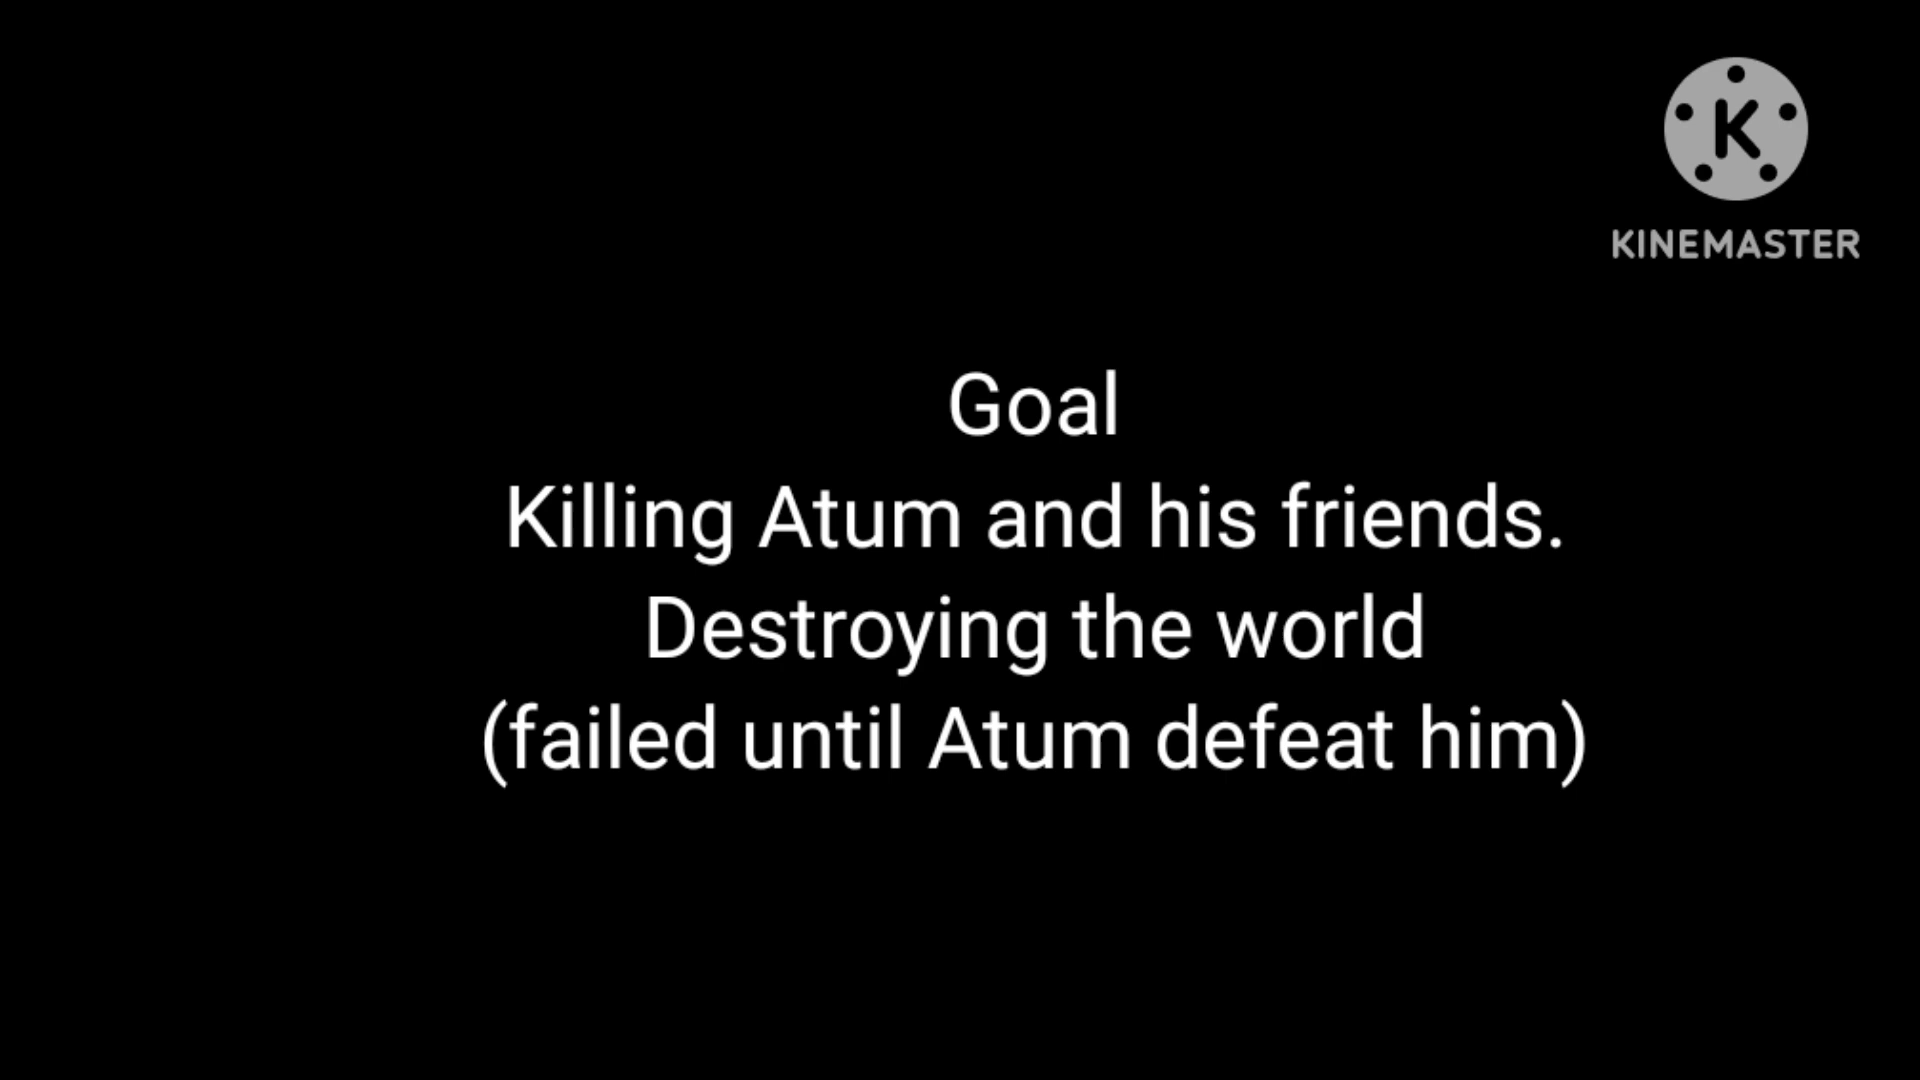 K
KINEMASTER
Goal
Killing Atum and his friends.
Destroying the world
(failed until Atum defeat him)